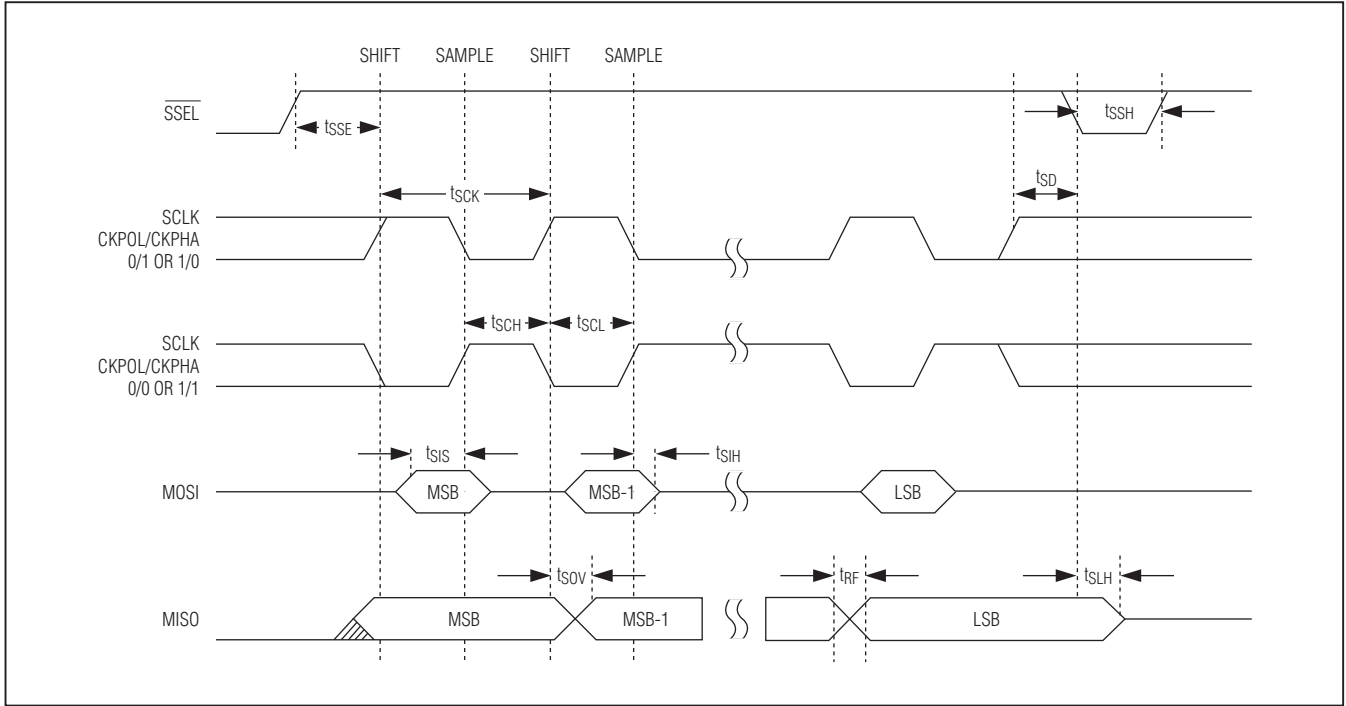 SHIFT SAMPLE SHIFT SAMPLE
SSEL
tSSE
tSSH
tSCK
tSD
SCLK
CKPOL/CKPHA
0/1 OR 1/0
tSCH tSCL
SCLK
CKPOL/CKPHA
0/0 OR 1/1
tSIS tSIH
MOSI MSB MSB-1 LSB
tSOV tRF tSLH
MISO MSB MSB-1 LSB